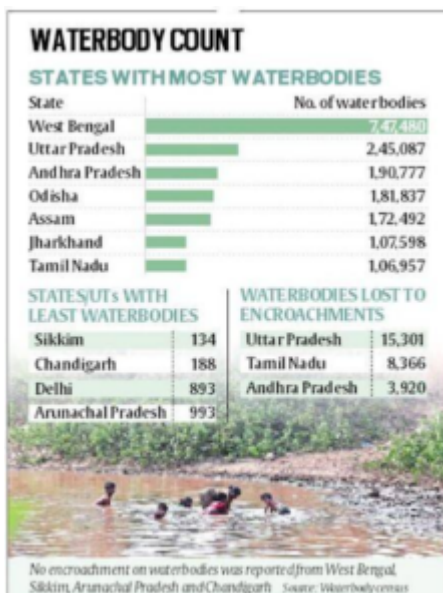 WATERBODY COUNT
STATES WITH MOST WATERBODIES
State No. of waterbodies
West Bengal 7,47,480
Uttar Pradesh 2,45,087
Andhra Pradesh 1,90,777
Odisha 1,81,837
Assam 1,72,492
Jharkhand 1,07,598
Tamil Nadu 1,06,957
STATES/UTs WITH
LEAST WATERBODIES
Sikkim 134
Chandigarh 188
Delhi 893
Arunachal Pradesh 993
WATERBODIES LOST TO
ENCROACHMENTS
Uttar Pradesh 15,301
Tamil Nadu 8,366
Andhra Pradesh 3,920
No encroachment on waterbodies was reported from West Bengal,
Sikkim, Arunachal Pradesh and Chandigarh Source: Waterbody census